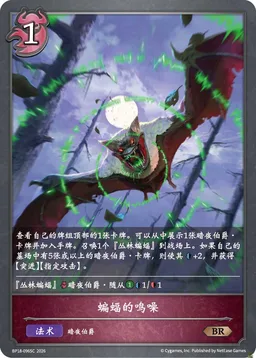 1
查看自己的牌组顶部的1张卡牌。可以从中展示1张暗夜伯爵·
卡牌并加入手牌。召唤1个『丛林蝙蝠』到战场上。如果自己的
墓场中有5张或以上的暗夜伯爵·卡牌，则使其+2，并获得
【突进】【指定攻击】。
『丛林蝙蝠』暗夜伯爵·随从1/1
蝙蝠的鸣噪
法术 暗夜伯爵
BR
BP18-096SC 2025
© Cygames, Inc. Published by NetEase Games